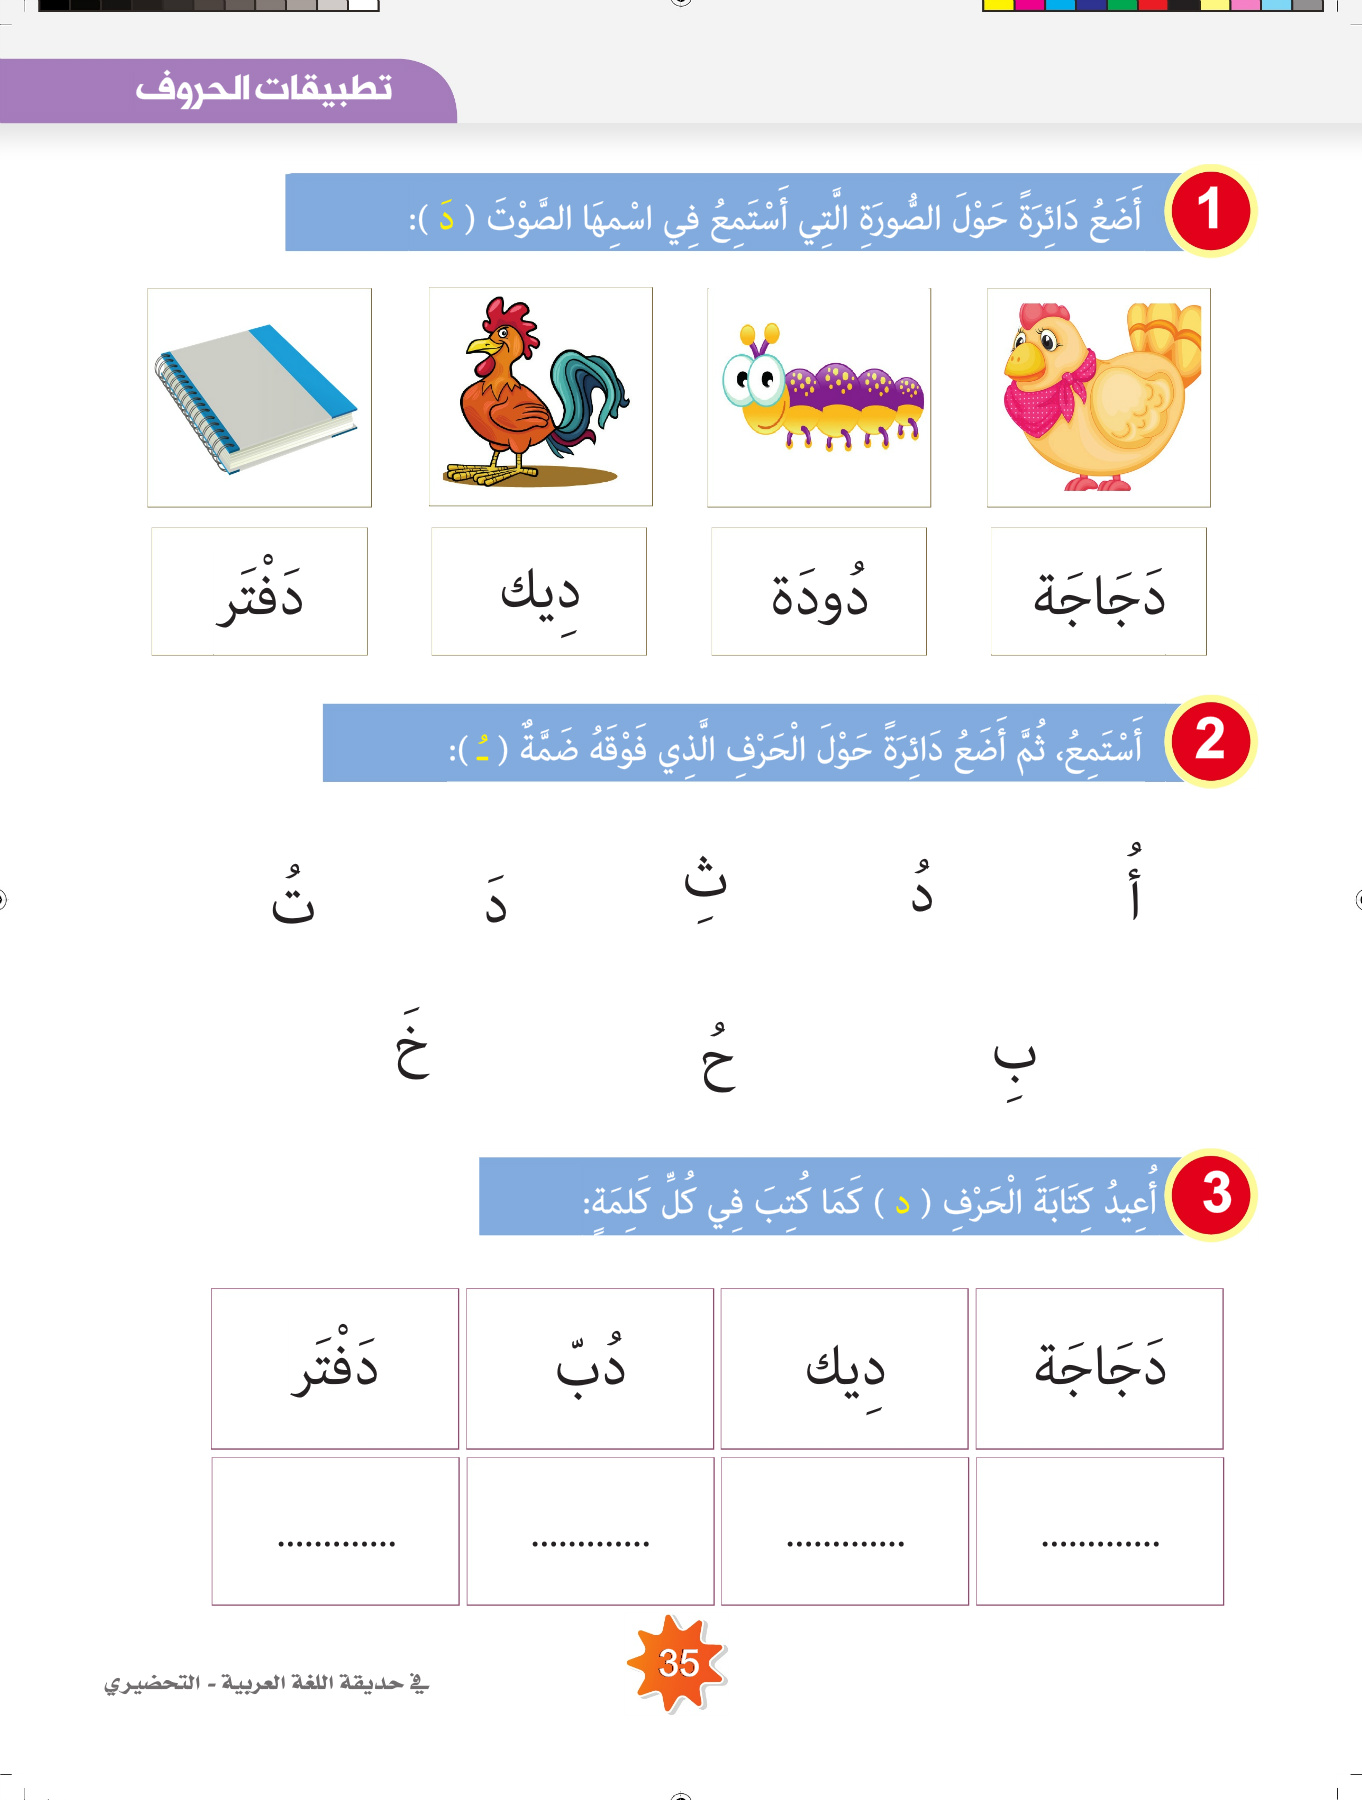 تطبيقات الحروف
1 أَضَعُ دَائِرَةً حَوْلَ الصُّورَةِ الَّتِي أَسْتَمِعُ فِي اسْمِهَا الصَّوْتَ ( دَ ):
دَجَاجَة دُودَة دِيك دَفْتَر
2 أَسْتَمِعُ، ثُمَّ أَضَعُ دَائِرَةً حَوْلَ الْحَرْفِ الَّذِي فَوْقَهُ ضَمَّةٌ ( ـُ ):
أُ دُ ثِ دَ تُ
بِ حُ خَ
3 أُعِيدُ كِتَابَةَ الْحَرْفِ ( د ) كَمَا كُتِبَ فِي كُلِّ كَلِمَةٍ:
دَجَاجَة دِيك دُبّ دَفْتَر
............. ............. ............. .............
35
في حديقة اللغة العربية - التحضيري